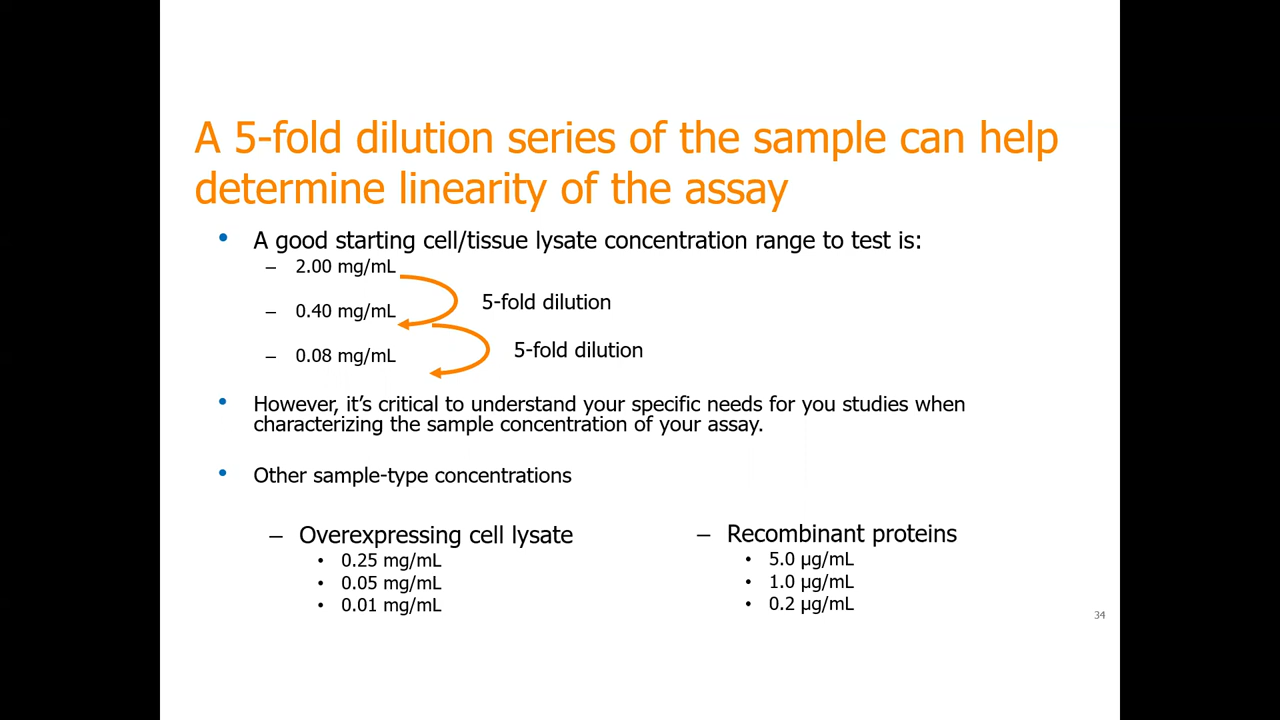 A 5-fold dilution series of the sample can help
determine linearity of the assay
• A good starting cell/tissue lysate concentration range to test is:
– 2.00 mg/mL
5-fold dilution
– 0.40 mg/mL
5-fold dilution
– 0.08 mg/mL
• However, it’s critical to understand your specific needs for you studies when
characterizing the sample concentration of your assay.
• Other sample-type concentrations
– Overexpressing cell lysate
• 0.25 mg/mL
• 0.05 mg/mL
• 0.01 mg/mL
– Recombinant proteins
• 5.0 µg/mL
• 1.0 µg/mL
• 0.2 µg/mL
34